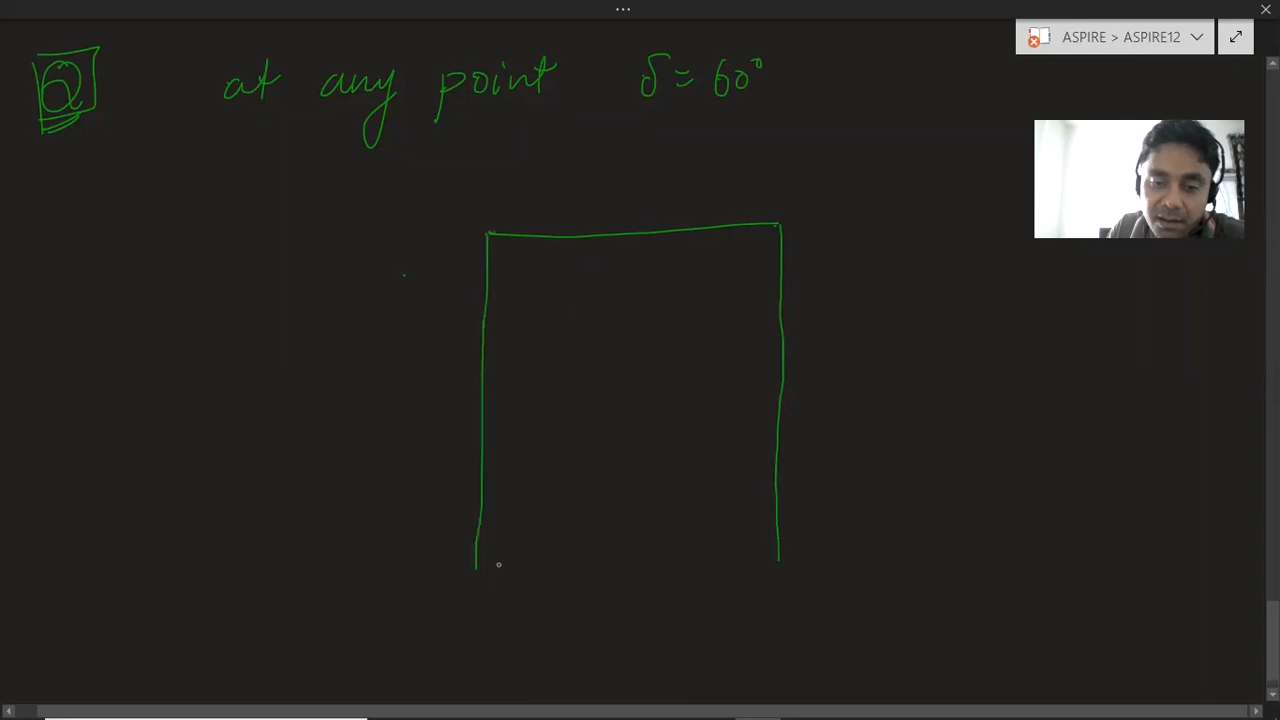 ASPIRE > ASPIRE12
Q at any point δ = 60°